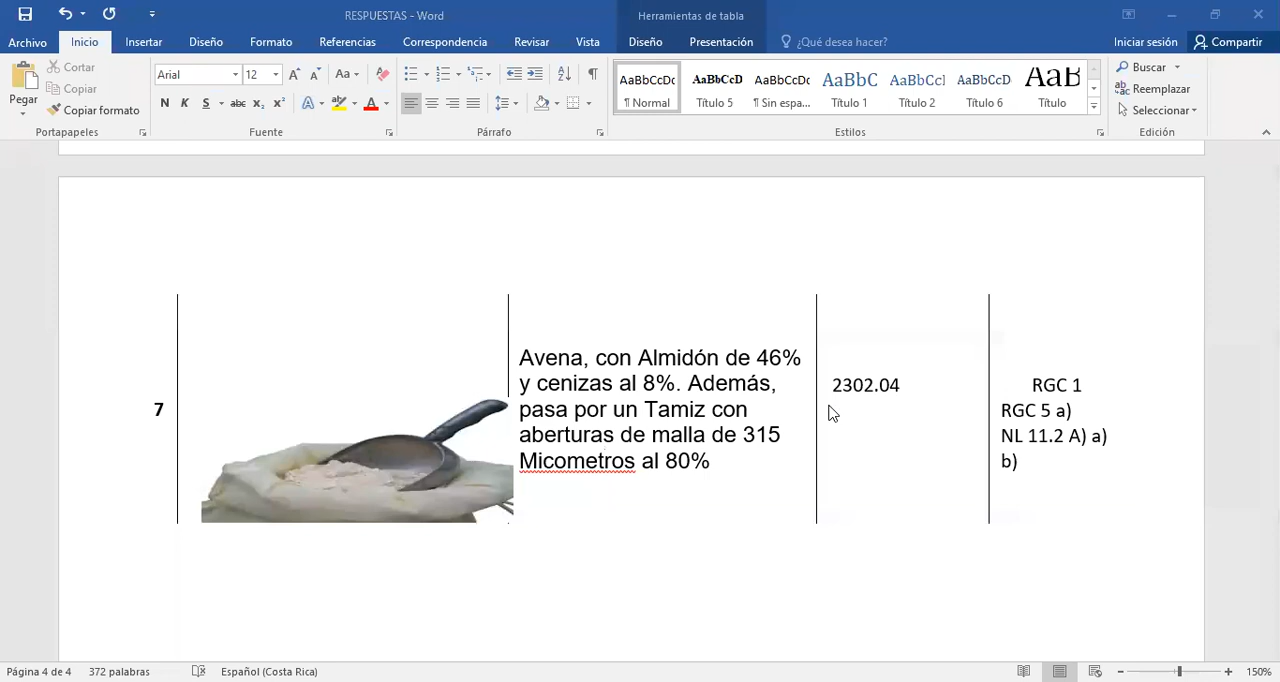 RESPUESTAS - Word
Herramientas de tabla
Archivo
Inicio
Insertar
Diseño
Formato
Referencias
Correspondencia
Revisar
Vista
Diseño
Presentación
¿Qué desea hacer?
Iniciar sesión
Compartir
Pegar
Cortar
Copiar
Copiar formato
Portapapeles
Arial
12
Aa
N K S abc x₂ x²
Fuente
Párrafo
AaBbCcDc
¶ Normal
AaBbCcD
Título 5
AaBbCcDc
¶ Sin espa...
AaBbC
Título 1
AaBbCcl
Título 2
AaBbCcD
Título 6
AaB
Título
Estilos
Buscar
Reemplazar
Seleccionar
Edición
7
Avena, con Almidón de 46%
y cenizas al 8%. Además,
pasa por un Tamiz con
aberturas de malla de 315
Micometros al 80%
2302.04
RGC 1
RGC 5 a)
NL 11.2 A) a)
b)
Página 4 de 4
372 palabras
Español (Costa Rica)
150%